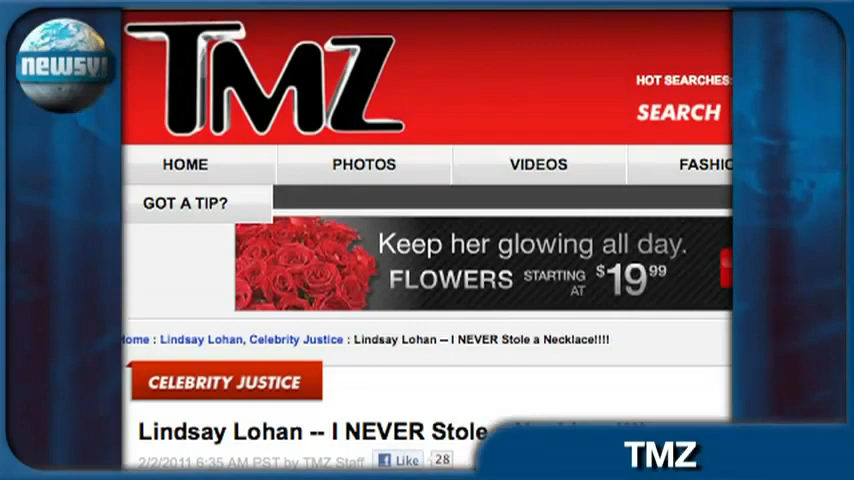 newsy!
TMZ
HOT SEARCHES:
SEARCH
HOME
PHOTOS
VIDEOS
FASHIO
GOT A TIP?
Keep her glowing all day.
FLOWERS STARTING AT $19.99
Home : Lindsay Lohan, Celebrity Justice : Lindsay Lohan -- I NEVER Stole a Necklace!!!!
CELEBRITY JUSTICE
Lindsay Lohan -- I NEVER Stole
2/2/2011 6:35 AM PST by TMZ Staff
Like 28
TMZ